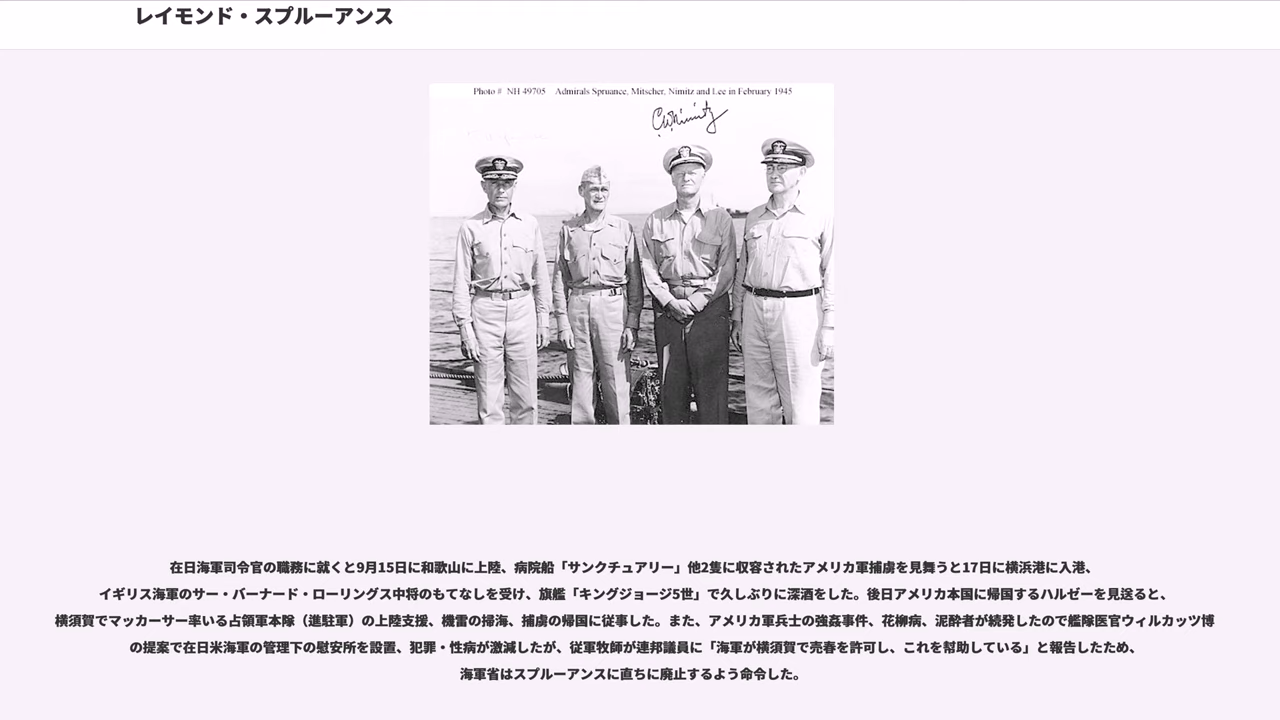 レイモンド・スプルーアンス
Photo # NH 49705 Admirals Spruance, Mitscher, Nimitz and Lee in February 1945
CWNimitz
在日海軍司令官の職務に就くと9月15日に和歌山に上陸、病院船「サンクチュアリー」他2隻に収容されたアメリカ軍捕虜を見舞うと17日に横浜港に入港、
イギリス海軍のサー・バーナード・ローリングス中将のもてなしを受け、旗艦「キングジョージ5世」で久しぶりに深酒をした。後日アメリカ本国に帰国するハルゼーを見送ると、
横須賀でマッカーサー率いる占領軍本隊（進駐軍）の上陸支援、機雷の掃海、捕虜の帰国に従事した。また、アメリカ軍兵士の強姦事件、花柳病、泥酔者が続発したので艦隊医官ウィルカッツ博
の提案で在日米海軍の管理下の慰安所を設置、犯罪・性病が激減したが、従軍牧師が連邦議員に「海軍が横須賀で売春を許可し、これを幇助している」と報告したため、
海軍省はスプルーアンスに直ちに廃止するよう命令した。